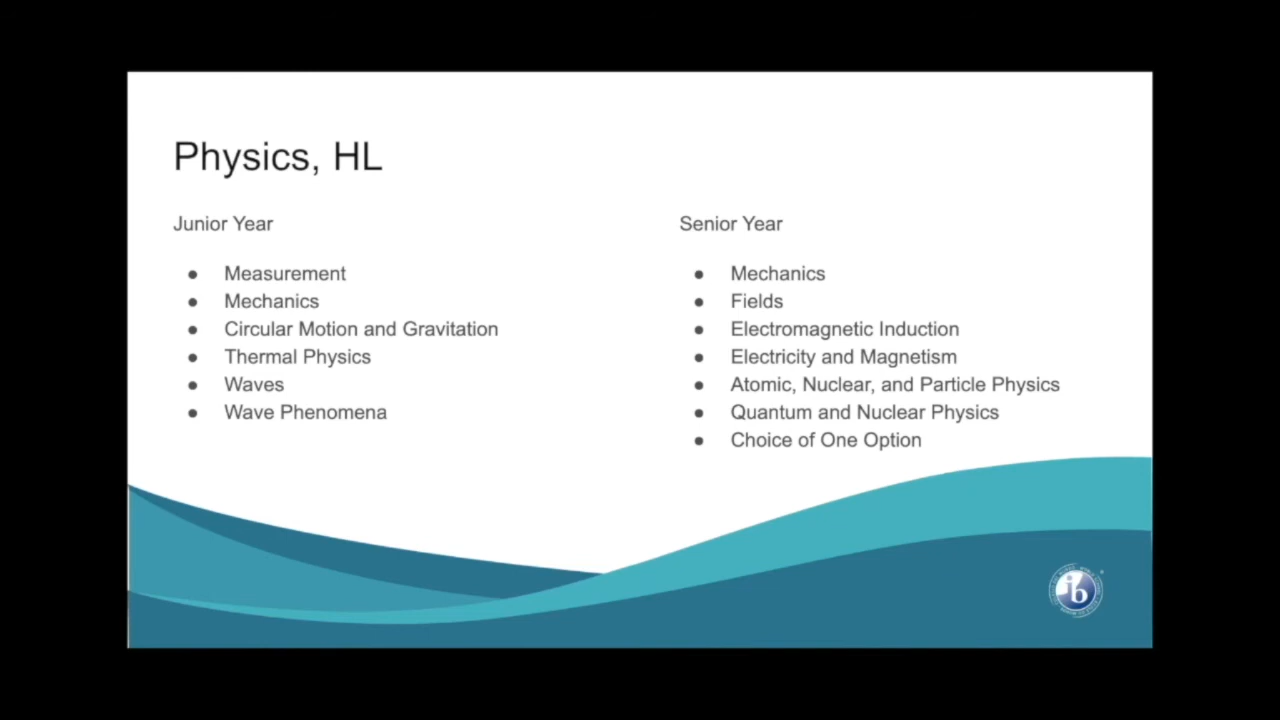 Physics, HL
Junior Year
● Measurement
● Mechanics
● Circular Motion and Gravitation
● Thermal Physics
● Waves
● Wave Phenomena
Senior Year
● Mechanics
● Fields
● Electromagnetic Induction
● Electricity and Magnetism
● Atomic, Nuclear, and Particle Physics
● Quantum and Nuclear Physics
● Choice of One Option
ib